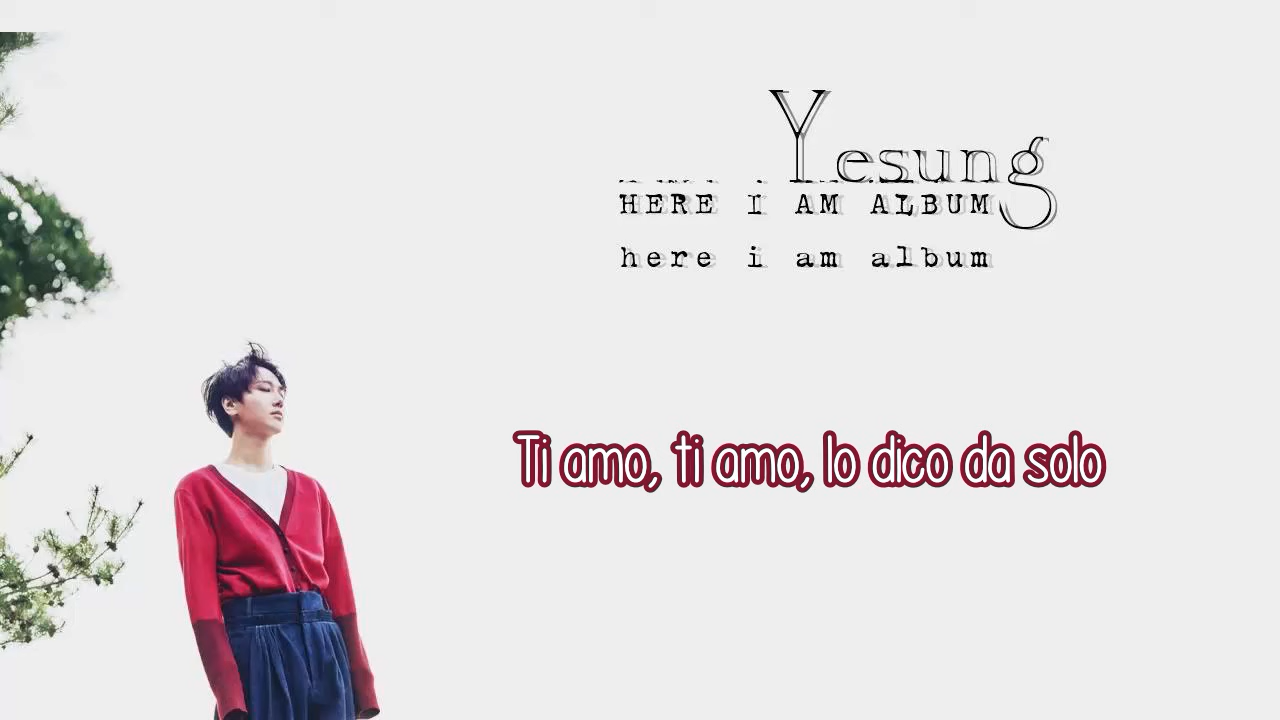 Yesung
HERE I AM ALBUM
here i am album
Ti amo, ti amo, lo dico da solo